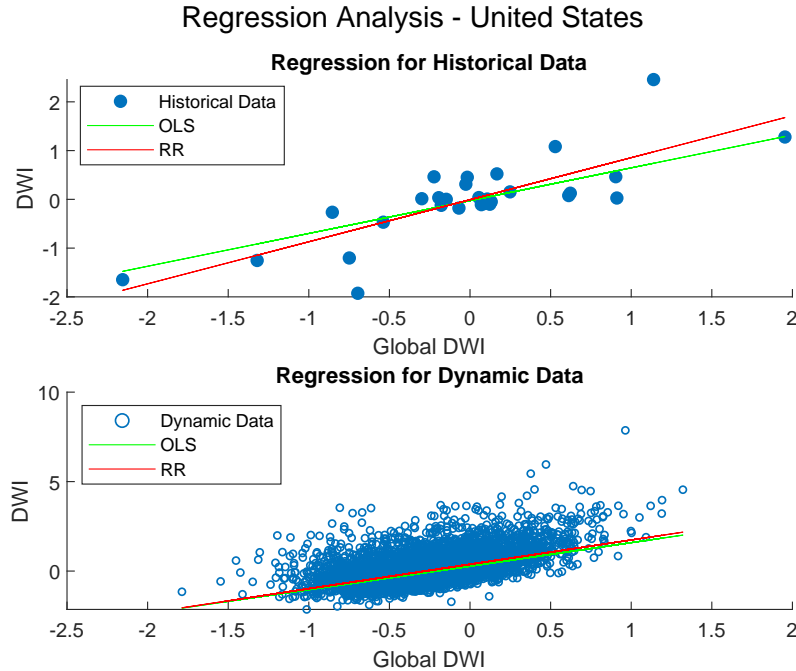 Regression Analysis - United States
Regression for Historical Data
Historical Data
OLS
RR
DWI
2
1
0
-1
-2
-2.5 -2 -1.5 -1 -0.5 0 0.5 1 1.5 2
Global DWI
Regression for Dynamic Data
Dynamic Data
OLS
RR
DWI
10
5
0
-2.5 -2 -1.5 -1 -0.5 0 0.5 1 1.5 2
Global DWI